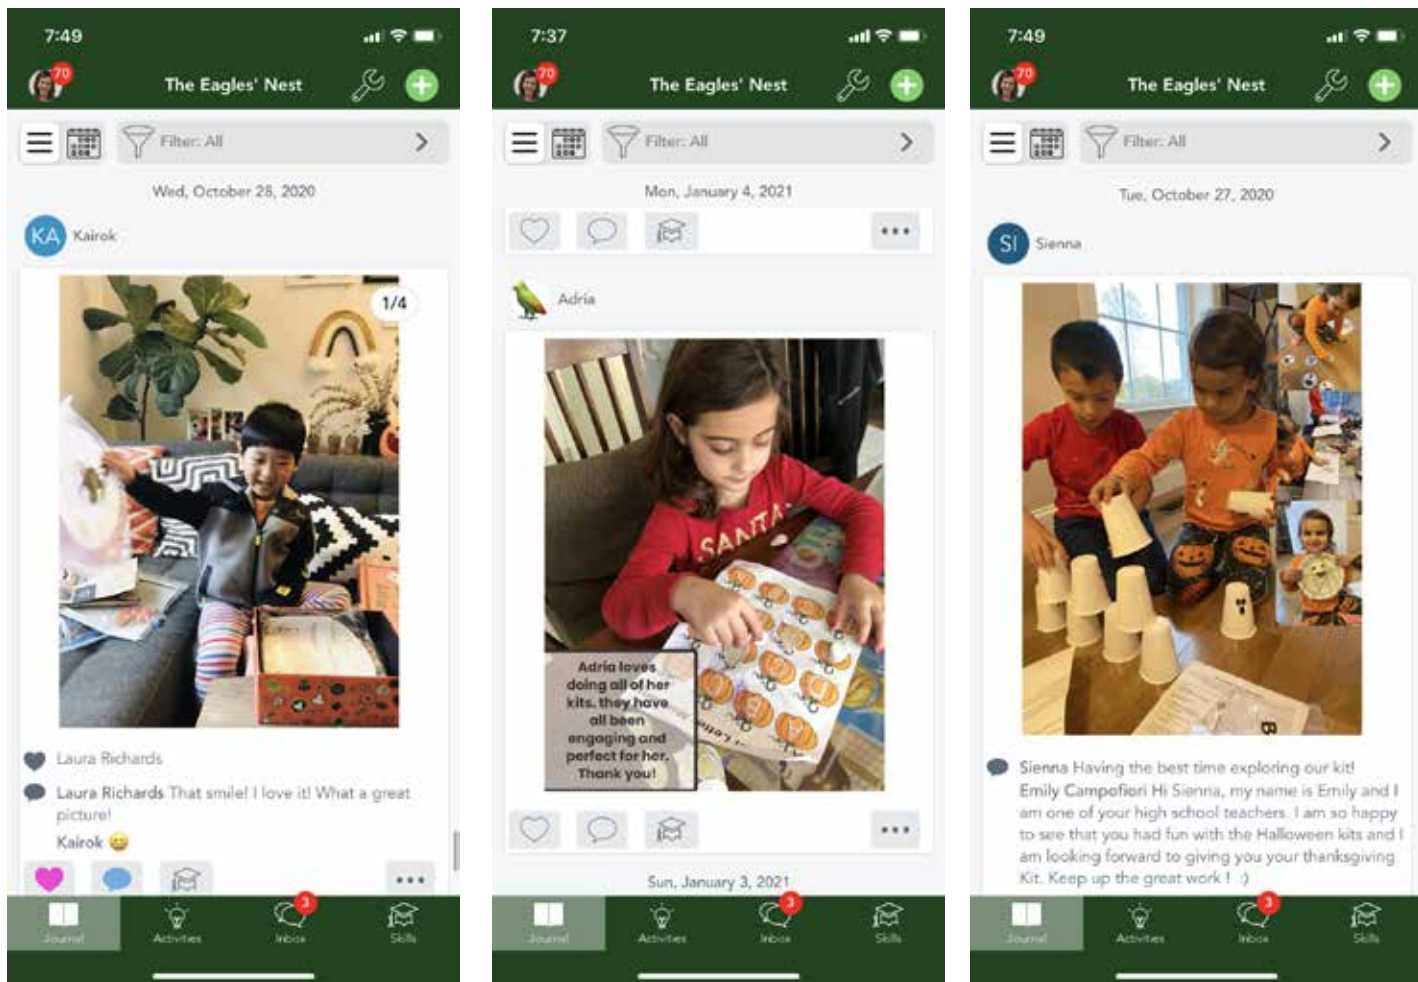 7:49
70
The Eagles' Nest
Filter: All
Wed, October 28, 2020
KA
Kairok
1/4
Laura Richards
Laura Richards That smile! I love it! What a great
picture!
Kairok
3
Journal
Activities
Inbox
Skills
7:37
70
The Eagles' Nest
Filter: All
Mon, January 4, 2021
Adria
SANTA
Adria loves
doing all of her
kits. they have
all been
engaging and
perfect for her.
Thank you!
Sun, January 3, 2021
3
Journal
Activities
Inbox
Skills
7:49
70
The Eagles' Nest
Filter: All
Tue, October 27, 2020
SI
Sienna
B
Sienna Having the best time exploring our kit!
Emily Campofiori Hi Sienna, my name is Emily and I
am one of your high school teachers. I am so happy
to see that you had fun with the Halloween kits and I
am looking forward to giving you your thanksgiving
Kit. Keep up the great work ! :)
3
Journal
Activities
Inbox
Skills